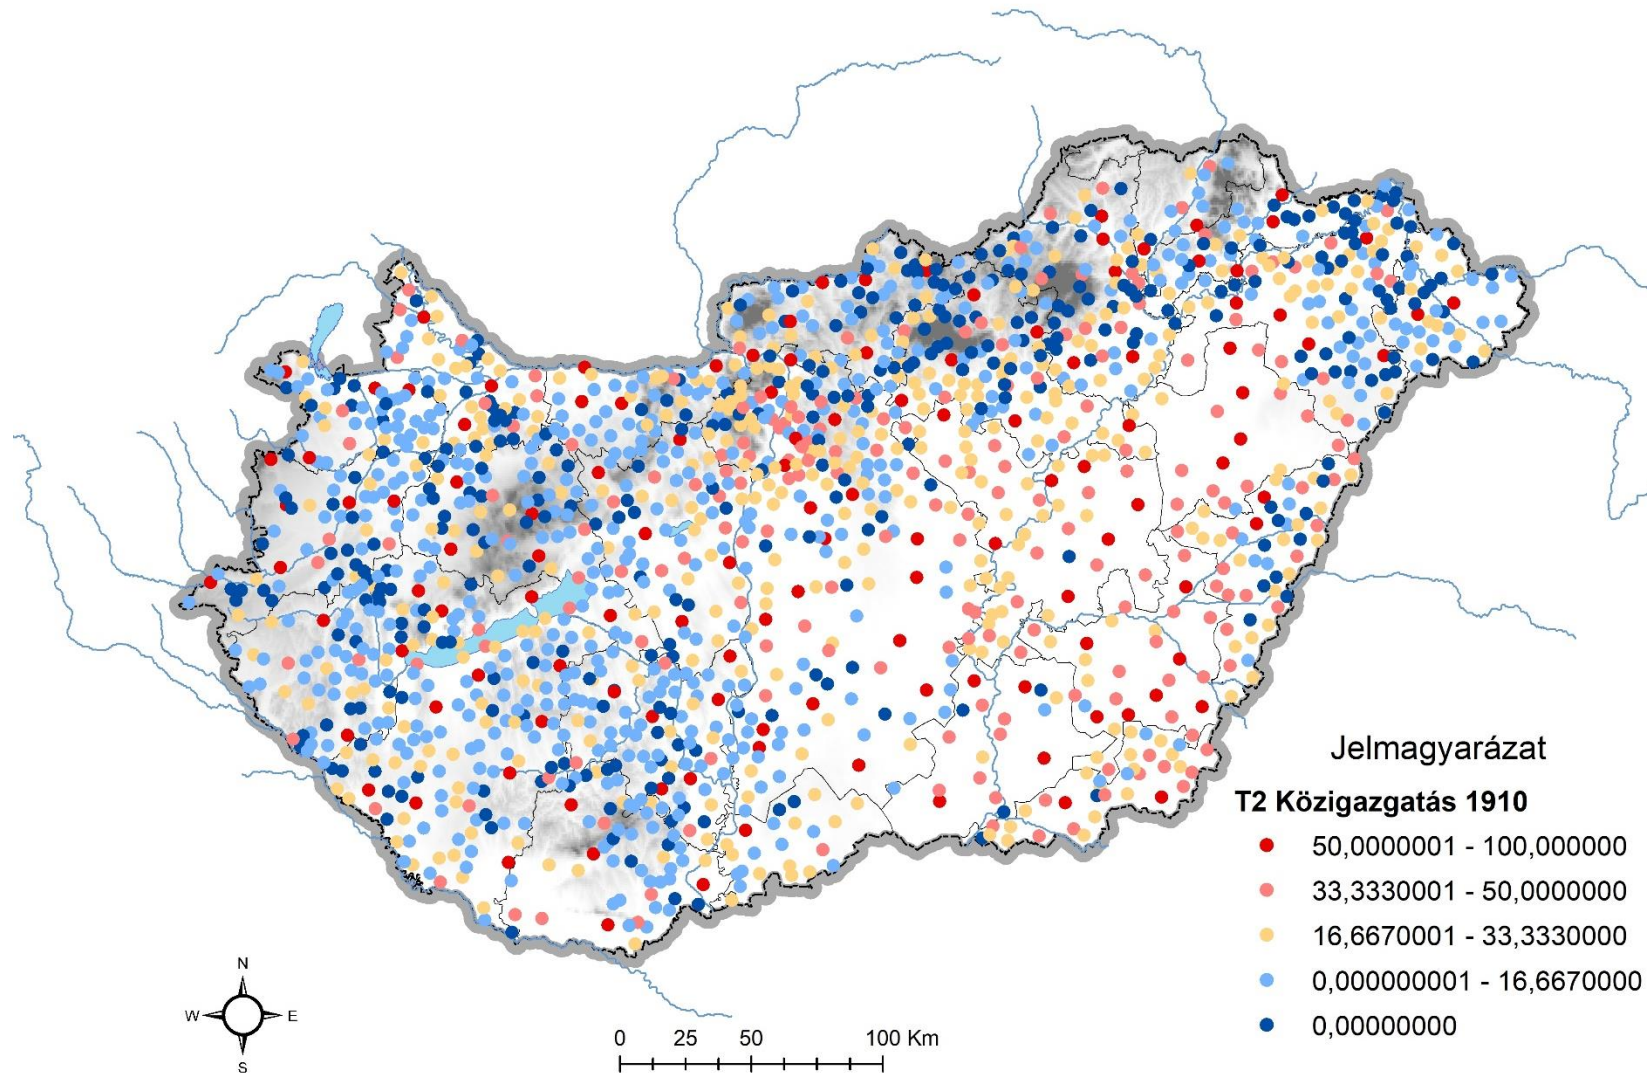 Jelmagyarázat
T2 Közigazgatás 1910
50,0000001 - 100,000000
33,3330001 - 50,0000000
16,6670001 - 33,3330000
0,000000001 - 16,6670000
0,00000000
N
W E
S
0 25 50 100 Km